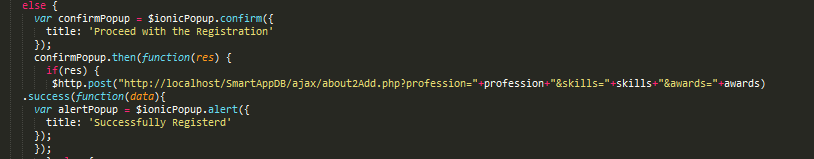 else {
var confirmPopup = $ionicPopup.confirm({
title: 'Proceed with the Registration'
});
confirmPopup.then(function(res) {
if(res) {
$http.post("http://localhost/SmartAppDB/ajax/about2Add.php?profession="+profession+"&skills="+skills+"&awards="+awards)
.success(function(data){
var alertPopup = $ionicPopup.alert({
title: 'Successfully Registerd'
});
});